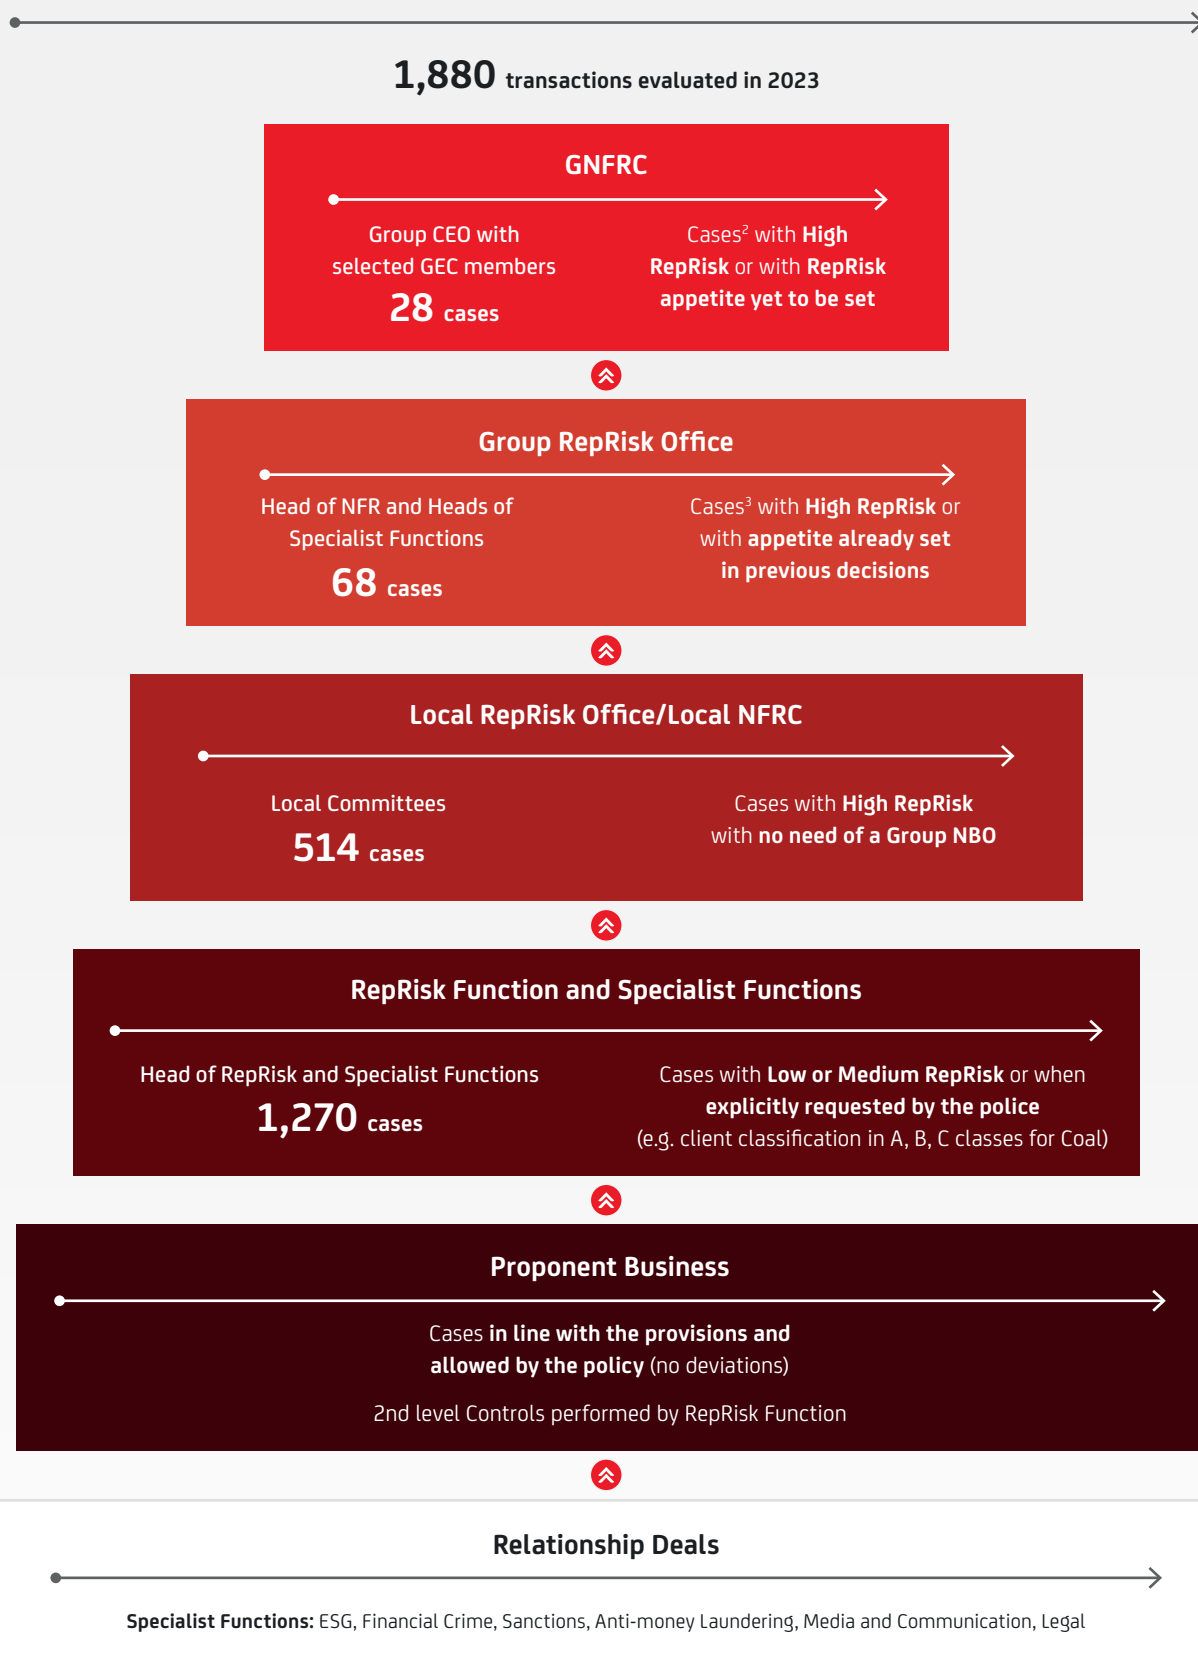 1,880 transactions evaluated in 2023
GNFRC
Group CEO with
selected GEC members
28 cases
Cases² with High
RepRisk or with RepRisk
appetite yet to be set
Group RepRisk Office
Head of NFR and Heads of
Specialist Functions
68 cases
Cases³ with High RepRisk or
with appetite already set
in previous decisions
Local RepRisk Office/Local NFRC
Local Committees
514 cases
Cases with High RepRisk
with no need of a Group NBO
RepRisk Function and Specialist Functions
Head of RepRisk and Specialist Functions
1,270 cases
Cases with Low or Medium RepRisk or when
explicitly requested by the police
(e.g. client classification in A, B, C classes for Coal)
Proponent Business
Cases in line with the provisions and
allowed by the policy (no deviations)
2nd level Controls performed by RepRisk Function
Relationship Deals
Specialist Functions: ESG, Financial Crime, Sanctions, Anti-money Laundering, Media and Communication, Legal